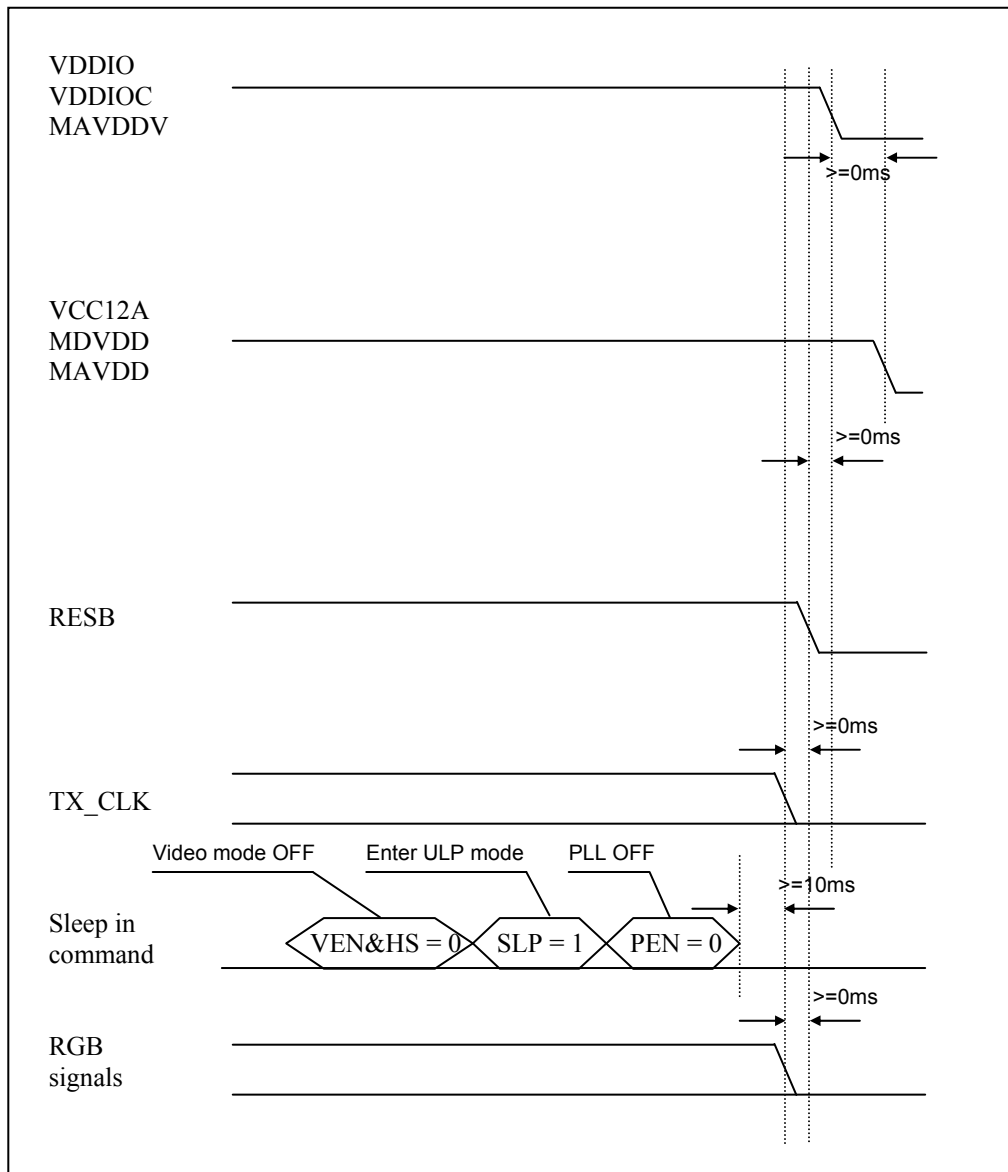 VDDIO
VDDIOC
MAVDDV
>=0ms
VCC12A
MDVDD
MAVDD
>=0ms
RESB
>=0ms
TX_CLK
Video mode OFF
Enter ULP mode
PLL OFF
>=10ms
Sleep in
command
VEN&HS = 0
SLP = 1
PEN = 0
>=0ms
RGB
signals